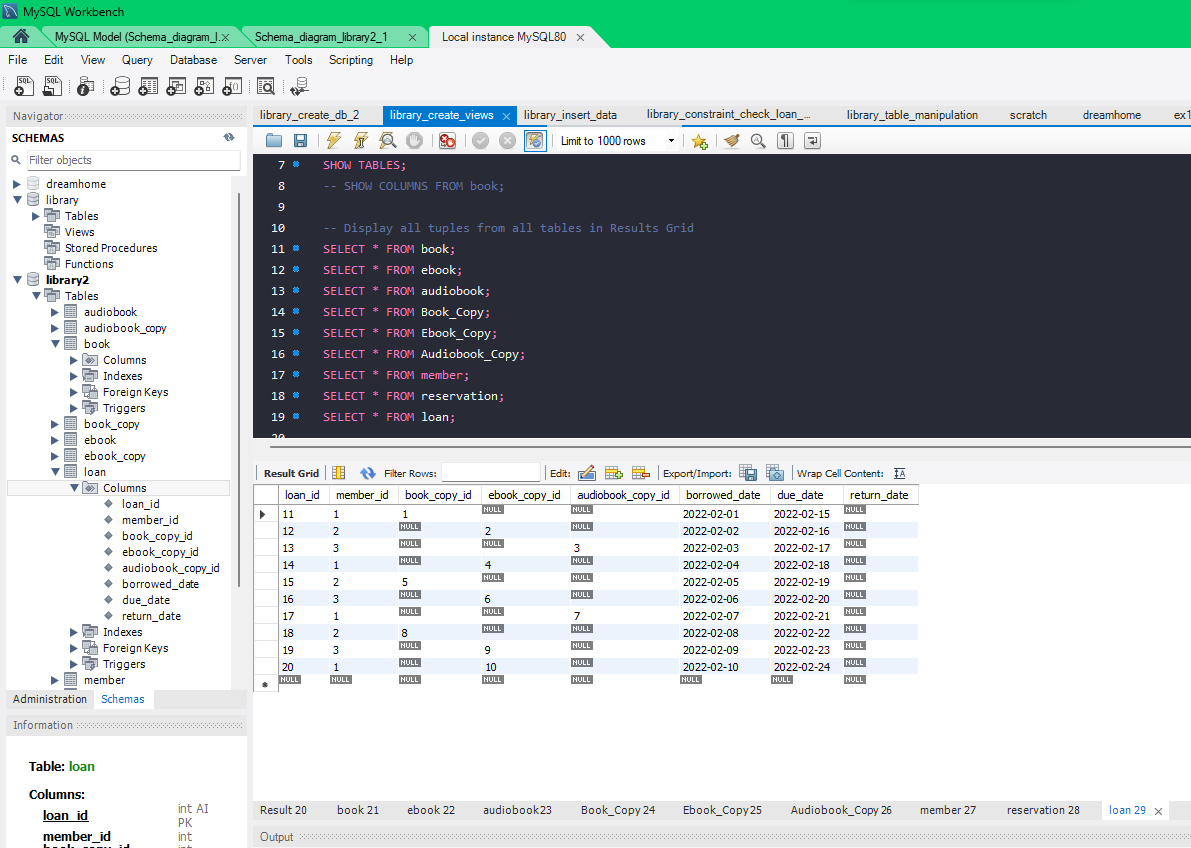 MySQL Workbench
MySQL Model (Schema_diagram_l.× Schema_diagram_library2_1 × Local instance MySQL80 ×
File Edit View Query Database Server Tools Scripting Help
Navigator
SCHEMAS
Filter objects
dreamhome
library
Tables
Views
Stored Procedures
Functions
library2
Tables
audiobook
audiobook_copy
book
Columns
Indexes
Foreign Keys
Triggers
book_copy
ebook
ebook_copy
loan
Columns
loan_id
member_id
book_copy_id
ebook_copy_id
audiobook_copy_id
borrowed_date
due_date
return_date
Indexes
Foreign Keys
Triggers
member
Administration Schemas
Information
Table: loan
Columns:
loan_id int AI
PK
member_id int
book_copy_id int
library_create_db_2 library_create_views × library_insert_data library_constraint_check_loan_... library_table_manipulation scratch dreamhome ex1
Limit to 1000 rows
7 SHOW TABLES;
8 -- SHOW COLUMNS FROM book;
9
10 -- Display all tuples from all tables in Results Grid
11 SELECT * FROM book;
12 SELECT * FROM ebook;
13 SELECT * FROM audiobook;
14 SELECT * FROM Book_Copy;
15 SELECT * FROM Ebook_Copy;
16 SELECT * FROM Audiobook_Copy;
17 SELECT * FROM member;
18 SELECT * FROM reservation;
19 SELECT * FROM loan;
20
Result Grid Filter Rows: Edit: Export/Import: Wrap Cell Content: IA
loan_id member_id book_copy_id ebook_copy_id audiobook_copy_id borrowed_date due_date return_date
11 1 1 NULL NULL 2022-02-01 2022-02-15 NULL
12 2 NULL 2 NULL 2022-02-02 2022-02-16 NULL
13 3 NULL NULL 3 2022-02-03 2022-02-17 NULL
14 1 NULL 4 NULL 2022-02-04 2022-02-18 NULL
15 2 5 NULL NULL 2022-02-05 2022-02-19 NULL
16 3 NULL 6 NULL 2022-02-06 2022-02-20 NULL
17 1 NULL NULL 7 2022-02-07 2022-02-21 NULL
18 2 8 NULL NULL 2022-02-08 2022-02-22 NULL
19 3 NULL 9 NULL 2022-02-09 2022-02-23 NULL
20 1 NULL 10 NULL 2022-02-10 2022-02-24 NULL
NULL NULL NULL NULL NULL NULL NULL NULL
Result 20 book 21 ebook 22 audiobook23 Book_Copy 24 Ebook_Copy25 Audiobook_Copy 26 member 27 reservation 28 loan 29 ×
Output